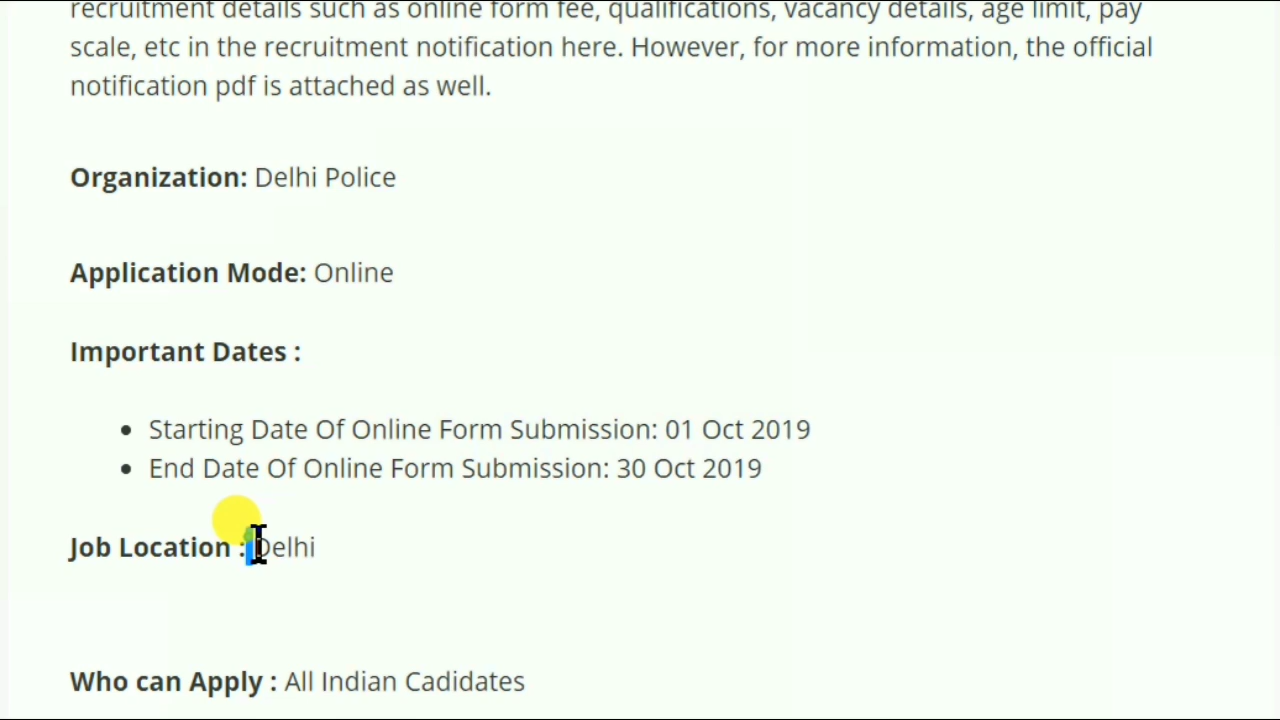 recruitment details such as online form fee, qualifications, vacancy details, age limit, pay
scale, etc in the recruitment notification here. However, for more information, the official
notification pdf is attached as well.
Organization: Delhi Police
Application Mode: Online
Important Dates :
• Starting Date Of Online Form Submission: 01 Oct 2019
• End Date Of Online Form Submission: 30 Oct 2019
Job Location : Delhi
Who can Apply : All Indian Cadidates